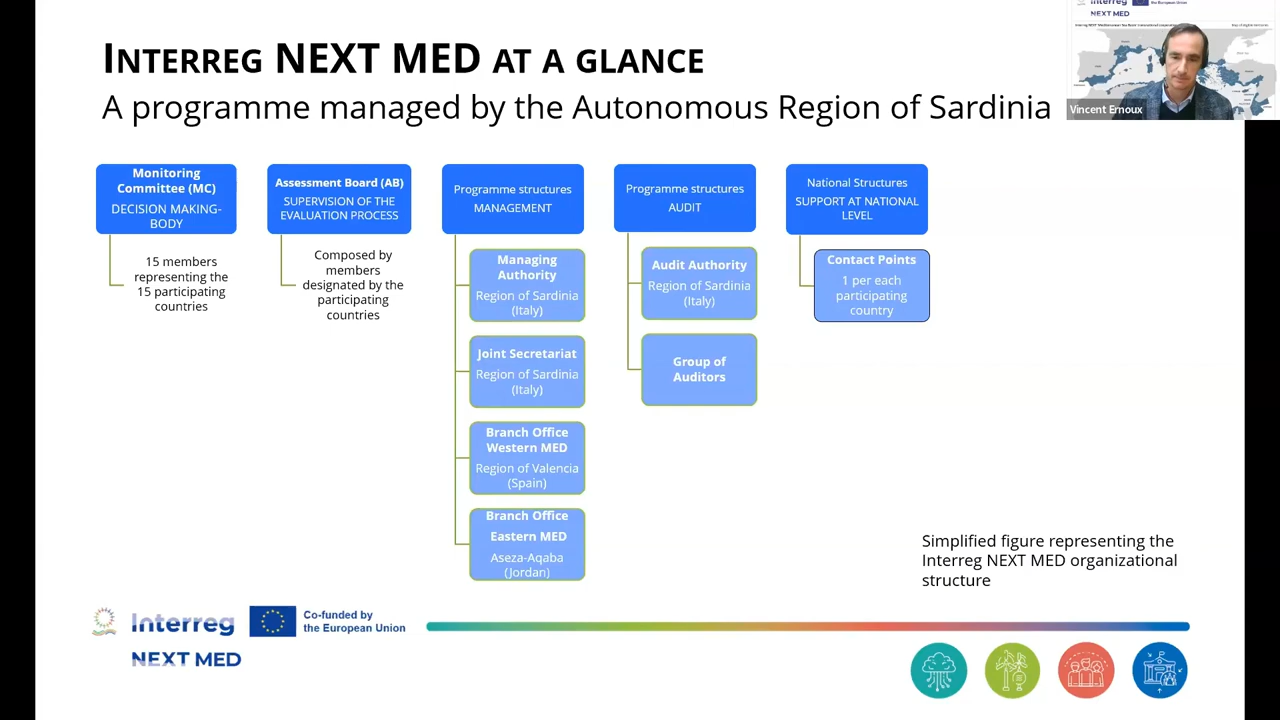 INTERREG NEXT MED AT A GLANCE
A programme managed by the Autonomous Region of Sardinia
the European Union
NEXT MED
Vincent Ernoux
Monitoring
Committee (MC)
DECISION MAKING-
BODY
15 members
representing the
15 participating
countries
Assessment Board (AB)
SUPERVISION OF THE
EVALUATION PROCESS
Composed by
members
designated by the
participating
countries
Programme structures
MANAGEMENT
Managing
Authority
Region of Sardinia
(Italy)
Joint Secretariat
Region of Sardinia
(Italy)
Branch Office
Western MED
Region of Valencia
(Spain)
Branch Office
Eastern MED
Aseza-Aqaba
(Jordan)
Programme structures
AUDIT
Audit Authority
Region of Sardinia
(Italy)
Group of
Auditors
National Structures
SUPPORT AT NATIONAL
LEVEL
Contact Points
1 per each
participating
country
Simplified figure representing the
Interreg NEXT MED organizational
structure
Interreg
Co-funded by
the European Union
NEXT MED